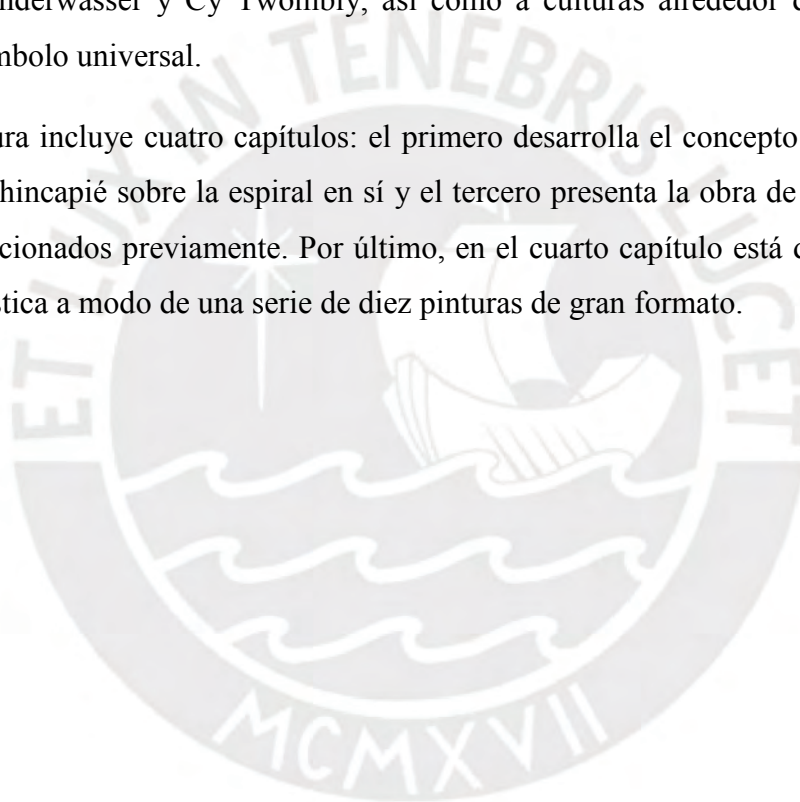 nderwasser y Cy Twombly, así como a culturas alrededor
mbolo universal.
ura incluye cuatro capítulos: el primero desarrolla el concepto
hincapié sobre la espiral en sí y el tercero presenta la obra de
cionados previamente. Por último, en el cuarto capítulo está
stica a modo de una serie de diez pinturas de gran formato.
ET LUX IN TENEBRIS LUCET
MCMXVII